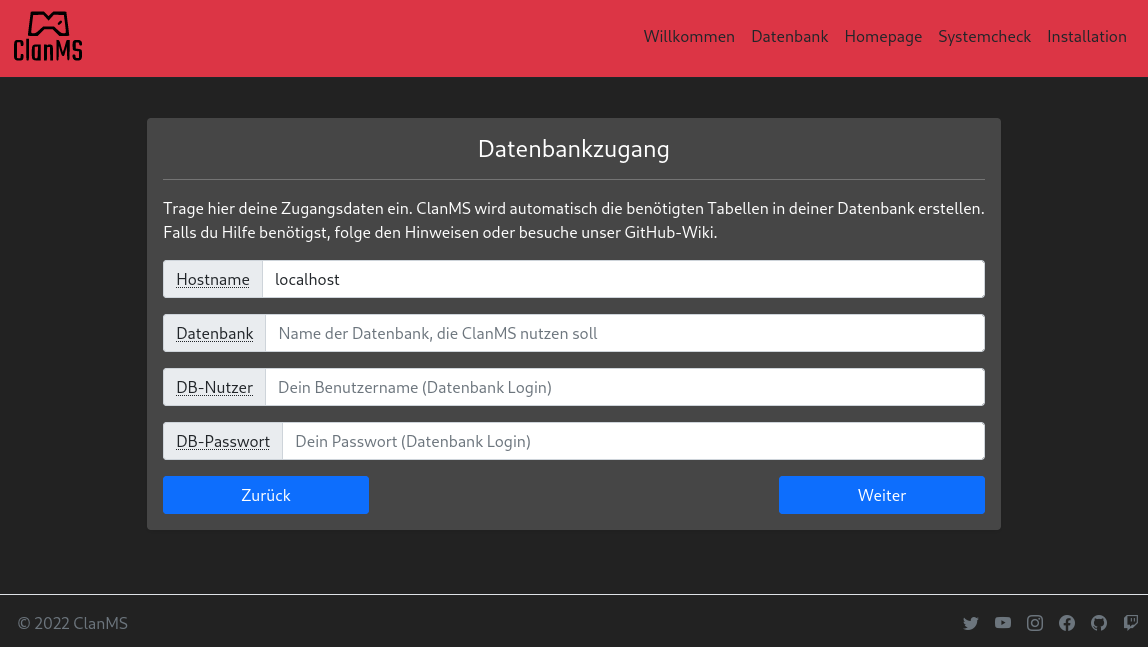 ClanMS
Willkommen Datenbank Homepage Systemcheck Installation
Datenbankzugang
Trage hier deine Zugangsdaten ein. ClanMS wird automatisch die benötigten Tabellen in deiner Datenbank erstellen.
Falls du Hilfe benötigst, folge den Hinweisen oder besuche unser GitHub-Wiki.
Hostname localhost
Datenbank Name der Datenbank, die ClanMS nutzen soll
DB-Nutzer Dein Benutzername (Datenbank Login)
DB-Passwort Dein Passwort (Datenbank Login)
Zurück Weiter
© 2022 ClanMS